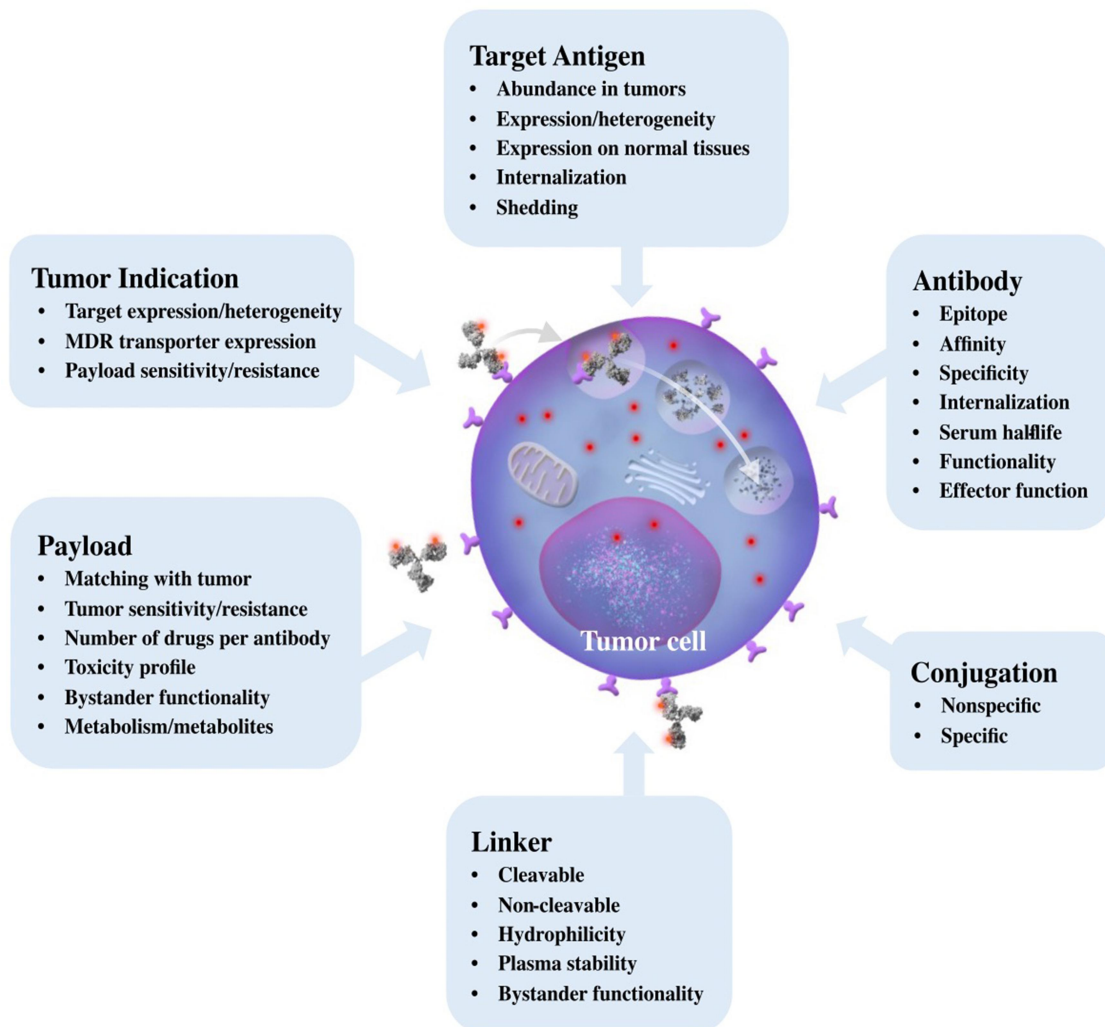 Target Antigen
• Abundance in tumors
• Expression/heterogeneity
• Expression on normal tissues
• Internalization
• Shedding
Tumor Indication
• Target expression/heterogeneity
• MDR transporter expression
• Payload sensitivity/resistance
Antibody
• Epitope
• Affinity
• Specificity
• Internalization
• Serum half-life
• Functionality
• Effector function
Payload
• Matching with tumor
• Tumor sensitivity/resistance
• Number of drugs per antibody
• Toxicity profile
• Bystander functionality
• Metabolism/metabolites
Tumor cell
Conjugation
• Nonspecific
• Specific
Linker
• Cleavable
• Non-cleavable
• Hydrophilicity
• Plasma stability
• Bystander functionality